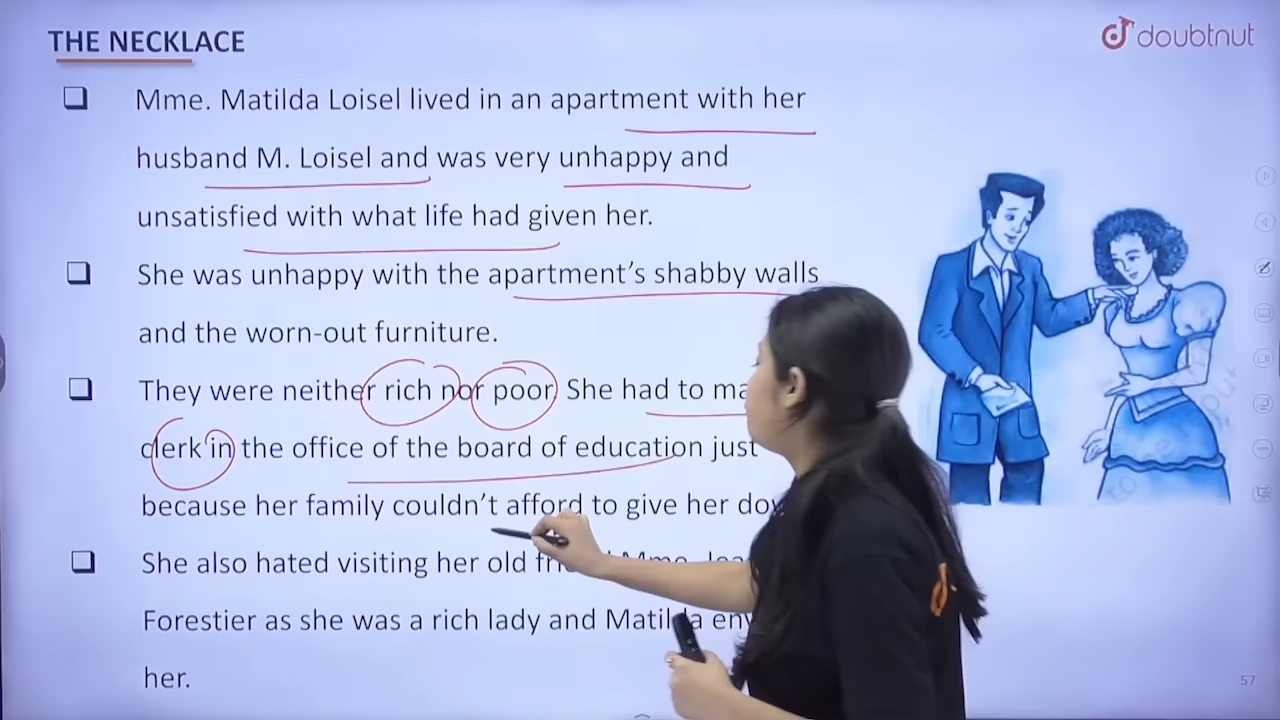 THE NECKLACE
doubtnut
Mme. Matilda Loisel lived in an apartment with her
husband M. Loisel and was very unhappy and
unsatisfied with what life had given her.
She was unhappy with the apartment's shabby walls
and the worn-out furniture.
They were neither rich nor poor. She had to
clerk in the office of the board of education just
because her family couldn't afford to give her
She also hated visiting her old
Forestier as she was a rich lady and Matilda
her.
57